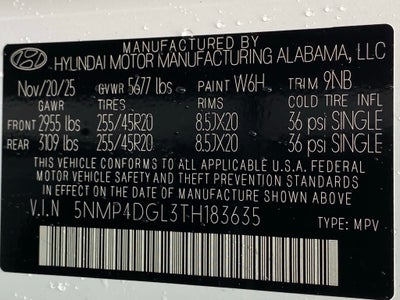 MANUFACTURED BY
HYUNDAI MOTOR MANUFACTURING ALABAMA, LLC
Nov/20/25 GVWR 5677 lbs PAINT W6H TRIM 9NB
GAWR TIRES RIMS COLD TIRE INFL
FRONT 2955 lbs 255/45R20 8.5JX20 36 psi SINGLE
REAR 3109 lbs 255/45R20 8.5JX20 36 psi SINGLE
THIS VEHICLE CONFORMS TO ALL APPLICABLE U.S.A. FEDERAL
MOTOR VEHICLE SAFETY AND THEFT PREVENTION STANDARDS
IN EFFECT ON THE DATE OF MANUFACTURE SHOWN ABOVE
V.I.N 5NMP4DGL3TH183635 TYPE: MPV